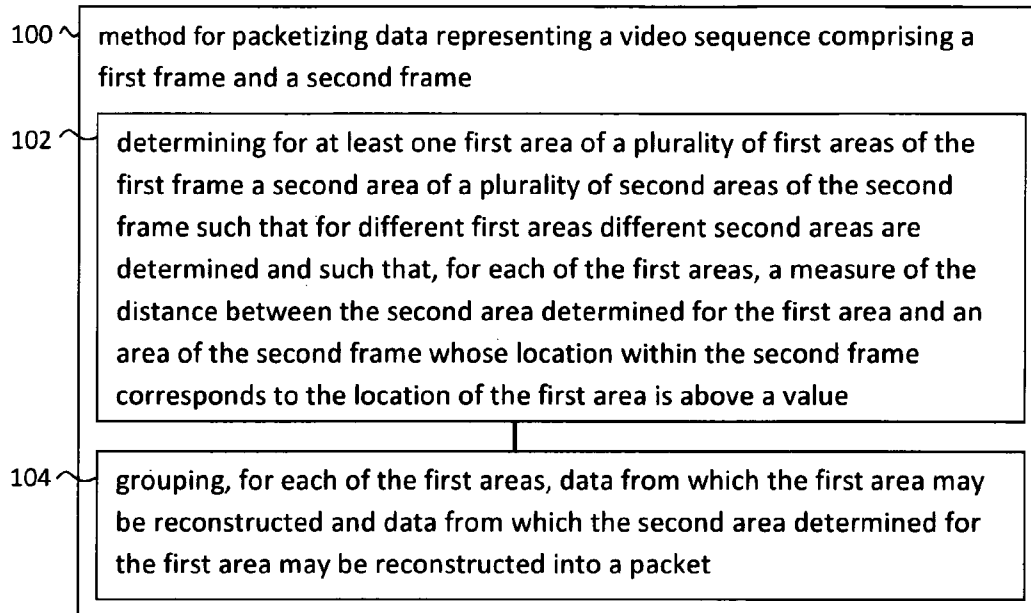 100 method for packetizing data representing a video sequence comprising a
first frame and a second frame
102 determining for at least one first area of a plurality of first areas of the
first frame a second area of a plurality of second areas of the second
frame such that for different first areas different second areas are
determined and such that, for each of the first areas, a measure of the
distance between the second area determined for the first area and an
area of the second frame whose location within the second frame
corresponds to the location of the first area is above a value
104 grouping, for each of the first areas, data from which the first area may
be reconstructed and data from which the second area determined for
the first area may be reconstructed into a packet